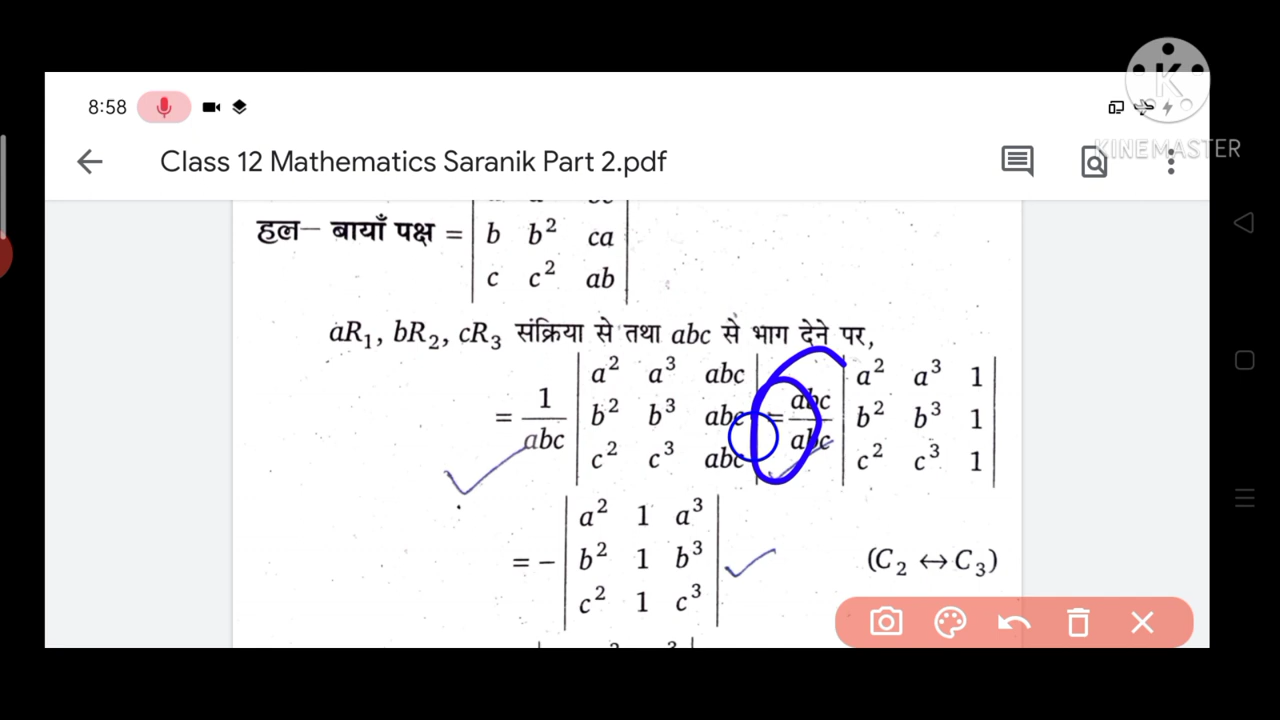 8:58
K
KINEMASTER
Class 12 Mathematics Saranik Part 2.pdf
हल– बायाँ पक्ष = | b b² ca |
| c c² ab |
aR₁, bR₂, cR₃ संक्रिया से तथा abc से भाग देने पर,
| a² a³ abc | | a² a³ 1 |
= 1/abc | b² b³ abc | = abc/abc | b² b³ 1 |
| c² c³ abc | | c² c³ 1 |
| a² 1 a³ |
= – | b² 1 b³ | (C₂ ↔ C₃)
| c² 1 c³ |